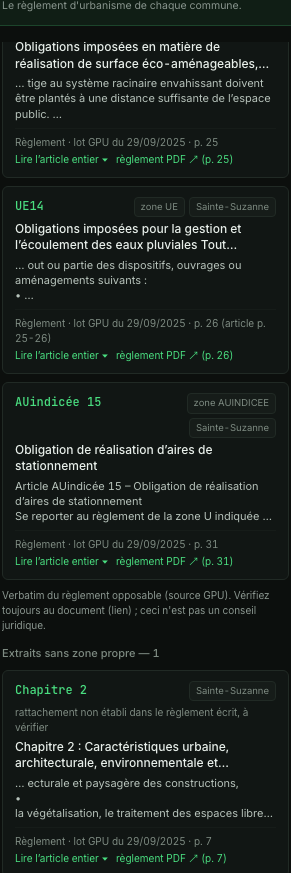 Le règlement d'urbanisme de chaque commune.
Obligations imposées en matière de
réalisation de surface éco-aménageables,...
... tige au système racinaire envahissant doivent
être plantés à une distance suffisante de l'espace
public. ...
Règlement · lot GPU du 29/09/2025 · p. 25
Lire l'article entier ▾ règlement PDF ↗ (p. 25)
UE14
zone UE
Sainte-Suzanne
Obligations imposées pour la gestion et
l'écoulement des eaux pluviales Tout...
... out ou partie des dispositifs, ouvrages ou
aménagements suivants :
• ...
Règlement · lot GPU du 29/09/2025 · p. 26 (article p.
25-26)
Lire l'article entier ▾ règlement PDF ↗ (p. 26)
AUindicée 15
zone AUINDICEE
Sainte-Suzanne
Obligation de réalisation d'aires de
stationnement
Article AUindicée 15 – Obligation de réalisation
d'aires de stationnement
Se reporter au règlement de la zone U indiquée ...
Règlement · lot GPU du 29/09/2025 · p. 31
Lire l'article entier ▾ règlement PDF ↗ (p. 31)
Verbatim du règlement opposable (source GPU). Vérifiez
toujours au document (lien) ; ceci n'est pas un conseil
juridique.
Extraits sans zone propre — 1
Chapitre 2
Sainte-Suzanne
rattachement non établi dans le règlement écrit, à
vérifier
Chapitre 2 : Caractéristiques urbaine,
architecturale, environnementale et...
... ecturale et paysagère des constructions,
•
la végétalisation, le traitement des espaces libre...
Règlement · lot GPU du 29/09/2025 · p. 7
Lire l'article entier ▾ règlement PDF ↗ (p. 7)